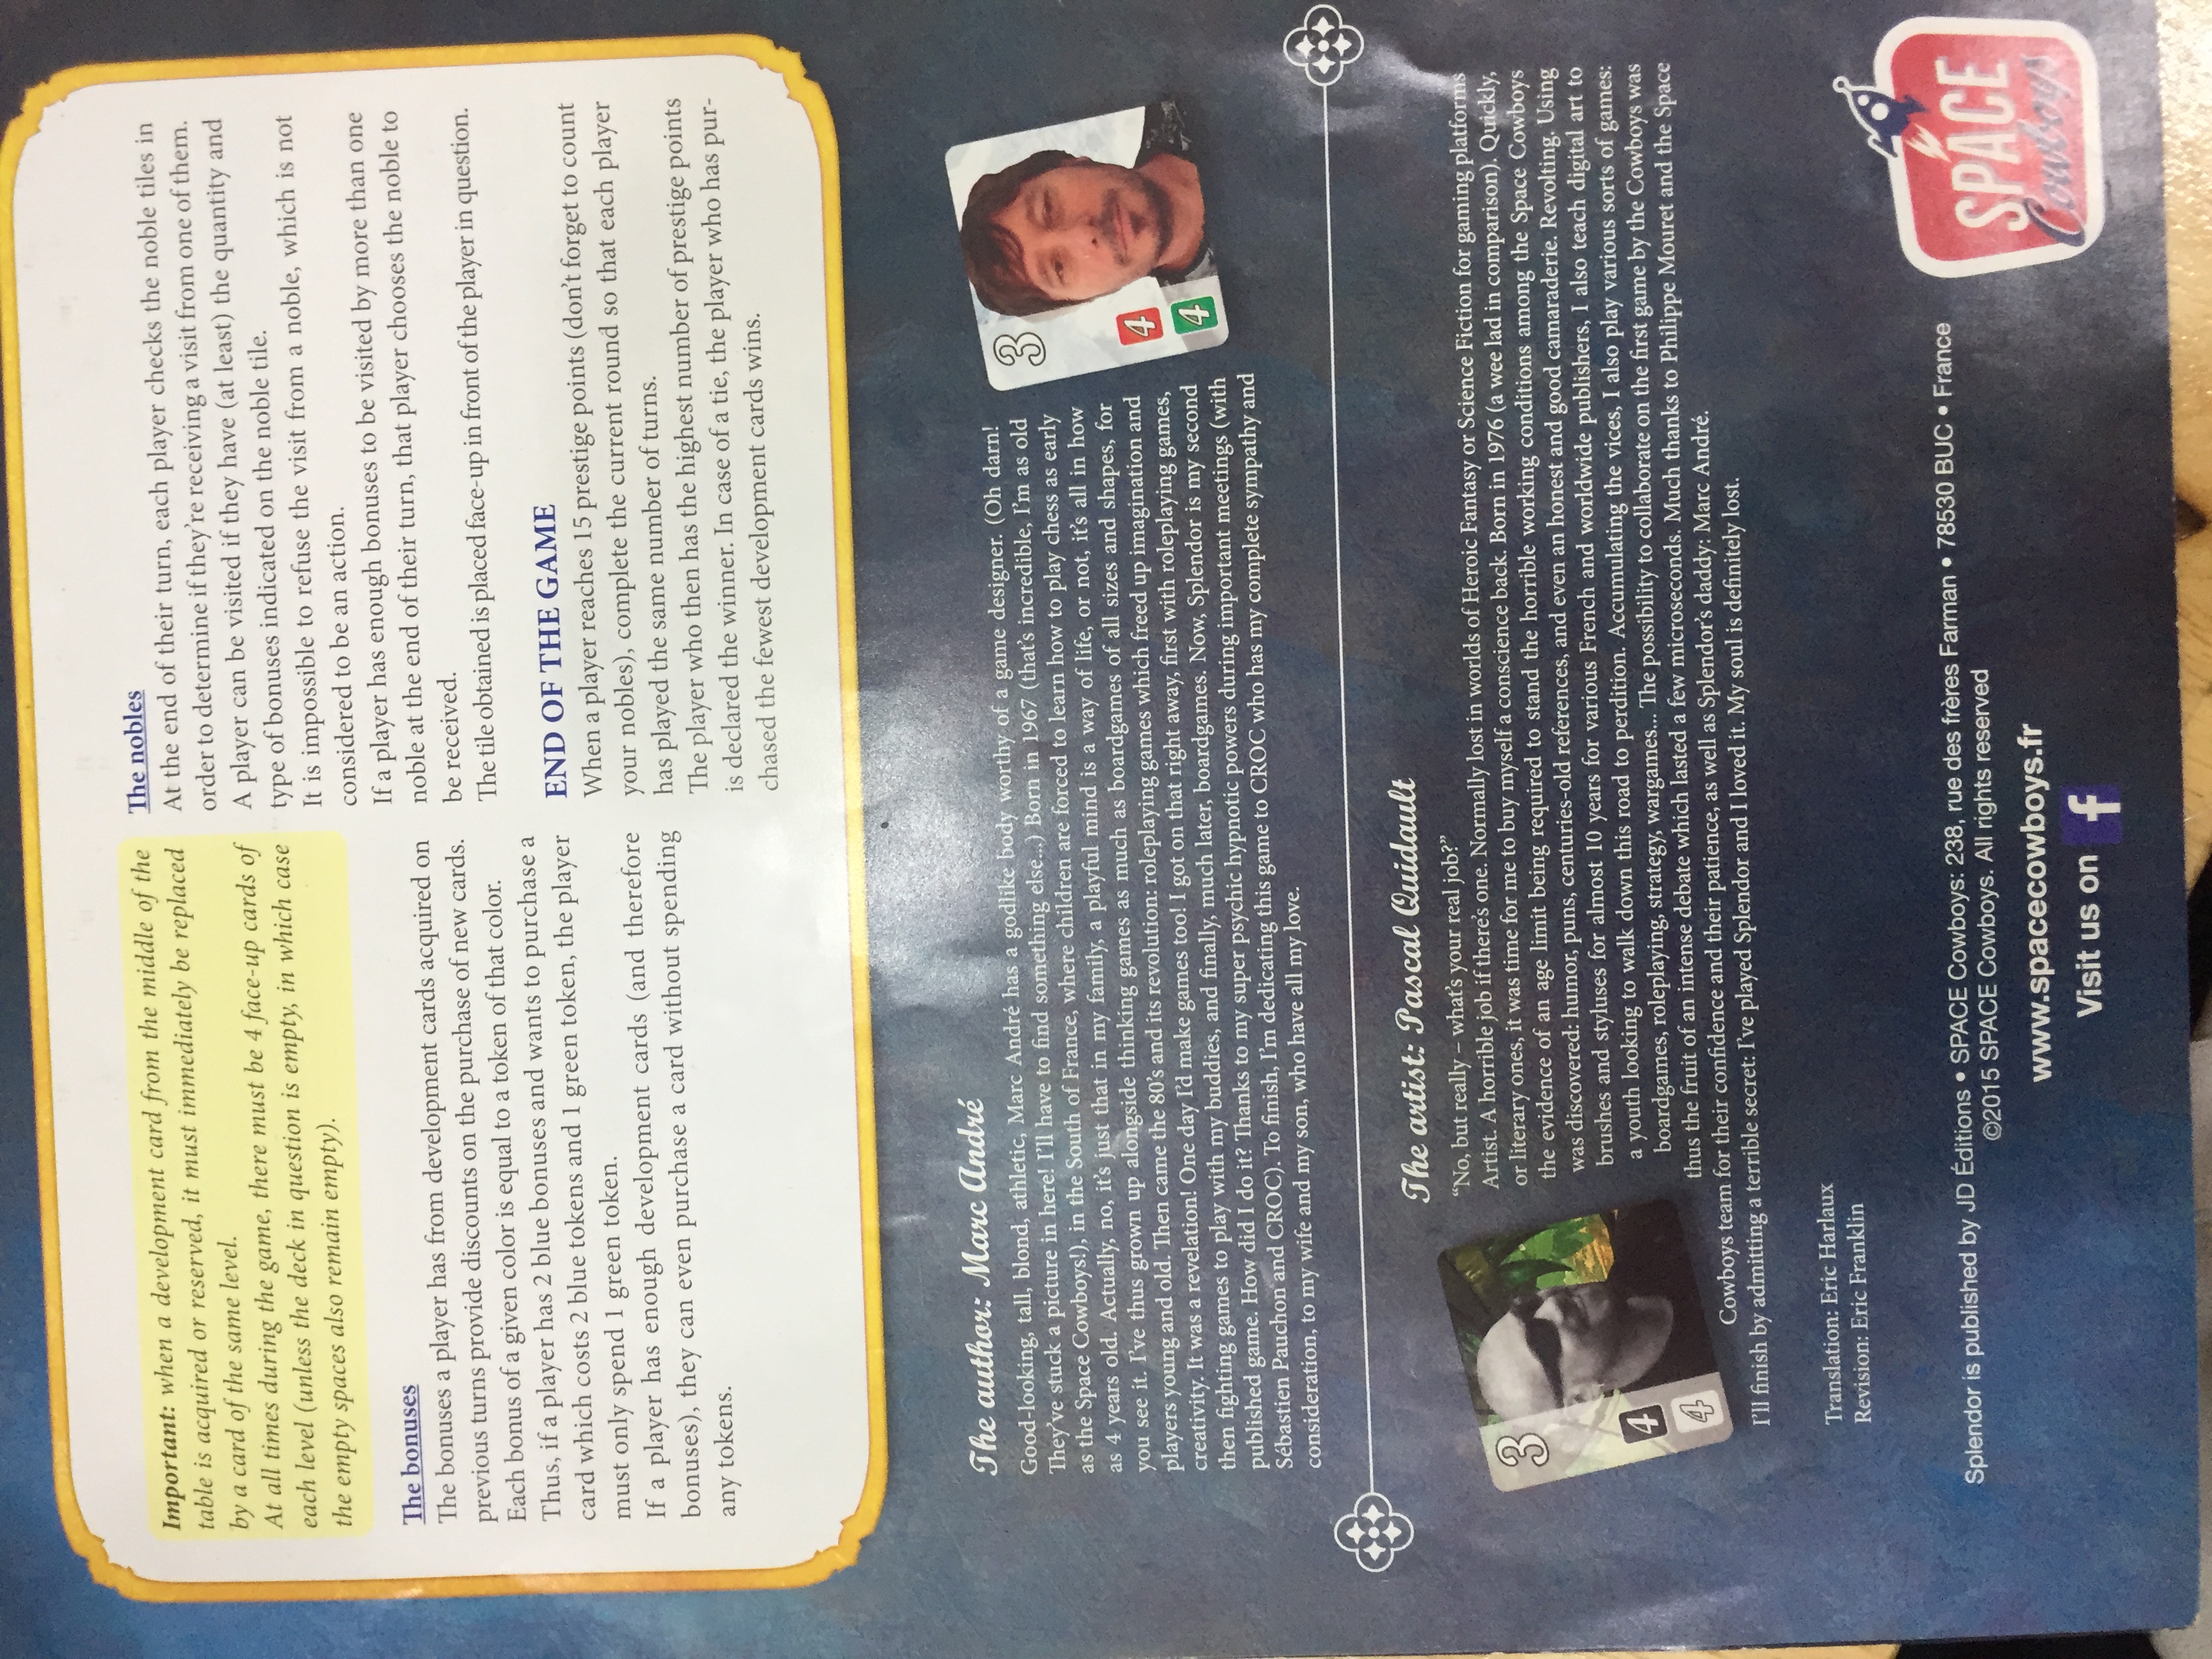 Important: when a development card from the middle of the
table is acquired or reserved, it must immediately be replaced
by a card of the same level.
At all times during the game, there must be 4 face-up cards of
each level (unless the deck in question is empty, in which case
the empty spaces also remain empty).
The bonuses
The bonuses a player has from development cards acquired on
previous turns provide discounts on the purchase of new cards.
Each bonus of a given color is equal to a token of that color.
Thus, if a player has 2 blue bonuses and wants to purchase a
card which costs 2 blue tokens and 1 green token, the player
must only spend 1 green token.
If a player has enough development cards (and therefore
bonuses), they can even purchase a card without spending
any tokens.
The nobles
At the end of their turn, each player checks the noble tiles in
order to determine if they're receiving a visit from one of them.
A player can be visited if they have (at least) the quantity and
type of bonuses indicated on the noble tile.
It is impossible to refuse the visit from a noble, which is not
considered to be an action.
If a player has enough bonuses to be visited by more than one
noble at the end of their turn, that player chooses the noble to
be received.
The tile obtained is placed face-up in front of the player in question.
END OF THE GAME
When a player reaches 15 prestige points (don't forget to count
your nobles), complete the current round so that each player
has played the same number of turns.
The player who then has the highest number of prestige points
is declared the winner. In case of a tie, the player who has pur-
chased the fewest development cards wins.
The author: Marc André
Good-looking, tall, blond, athletic, Marc André has a godlike body worthy of a game designer. (Oh darn!
They've stuck a picture in here! I'll have to find something else...) Born in 1967 (that's incredible, I'm as old
as the Space Cowboys!), in the South of France, where children are forced to learn how to play chess as early
as 4 years old. Actually, no, it's just that in my family, a playful mind is a way of life, or not, it's all in how
you see it. I've thus grown up alongside thinking games as much as boardgames of all sizes and shapes, for
players young and old. Then came the 80's and its revolution: roleplaying games which freed up imagination and
creativity. It was a revelation! One day I'd make games too! I got on that right away, first with roleplaying games,
then fighting games to play with my buddies, and finally, much later, boardgames. Now, Splendor is my second
published game. How did I do it? Thanks to my super psychic hypnotic powers during important meetings (with
Sébastien Pauchon and CROC). To finish, I'm dedicating this game to CROC who has my complete sympathy and
consideration, to my wife and my son, who have all my love.
3
4
4
The artist: Pascal Quidault
"No, but really – what's your real job?"
Artist. A horrible job if there's one. Normally lost in worlds of Heroic Fantasy or Science Fiction for gaming platforms
or literary ones, it was time for me to buy myself a conscience back. Born in 1976 (a wee lad in comparison). Quickly,
the evidence of an age limit being required to stand the horrible working conditions among the Space Cowboys
was discovered: humor, puns, centuries-old references, and even an honest and good camaraderie. Revolting. Using
brushes and styluses for almost 10 years for various French and worldwide publishers, I also teach digital art to
a youth looking to walk down this road to perdition. Accumulating the vices, I also play various sorts of games:
boardgames, roleplaying, strategy, wargames... The possibility to collaborate on the first game by the Cowboys was
thus the fruit of an intense debate which lasted a few microseconds. Much thanks to Philippe Mouret and the Space
Cowboys team for their confidence and their patience, as well as Splendor's daddy: Marc André.
I'll finish by admitting a terrible secret: I've played Splendor and I loved it. My soul is definitely lost.
3
4
4
Translation: Eric Harlaux
Revision: Eric Franklin
Splendor is published by JD Éditions • SPACE Cowboys: 238, rue des frères Farman • 78530 BUC • France
©2015 SPACE Cowboys. All rights reserved
www.spacecowboys.fr
Visit us on f
SPACE
Cowboys